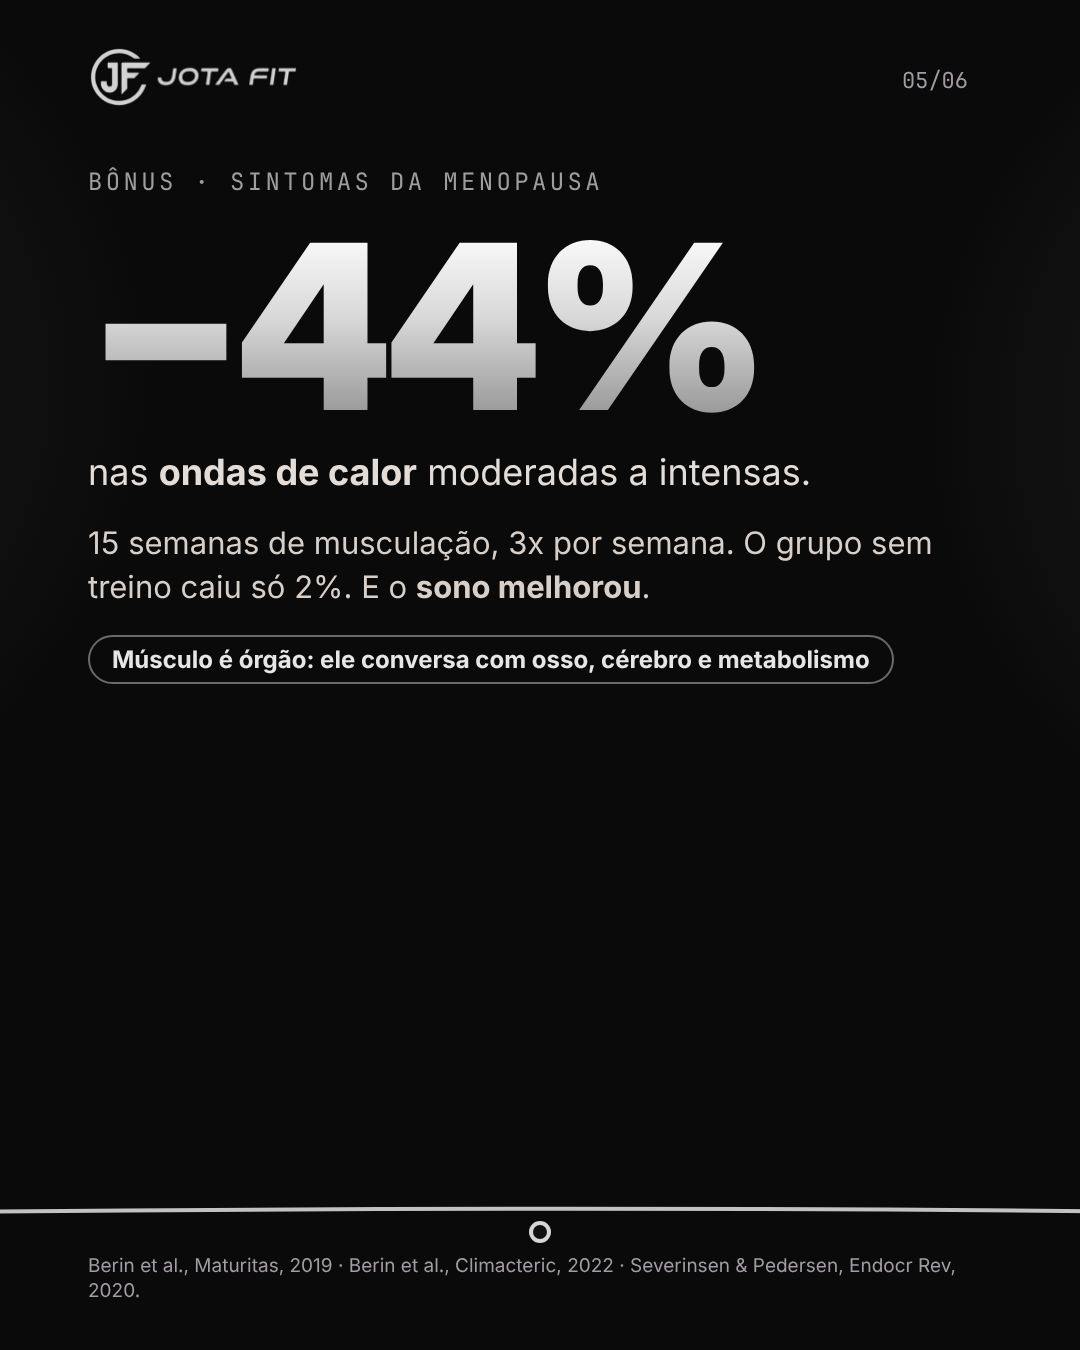 JF JOTA FIT
05/06
BÔNUS · SINTOMAS DA MENOPAUSA
–44%
nas ondas de calor moderadas a intensas.
15 semanas de musculação, 3x por semana. O grupo sem
treino caiu só 2%. E o sono melhorou.
Músculo é órgão: ele conversa com osso, cérebro e metabolismo
Berin et al., Maturitas, 2019 · Berin et al., Climacteric, 2022 · Severinsen & Pedersen, Endocr Rev,
2020.